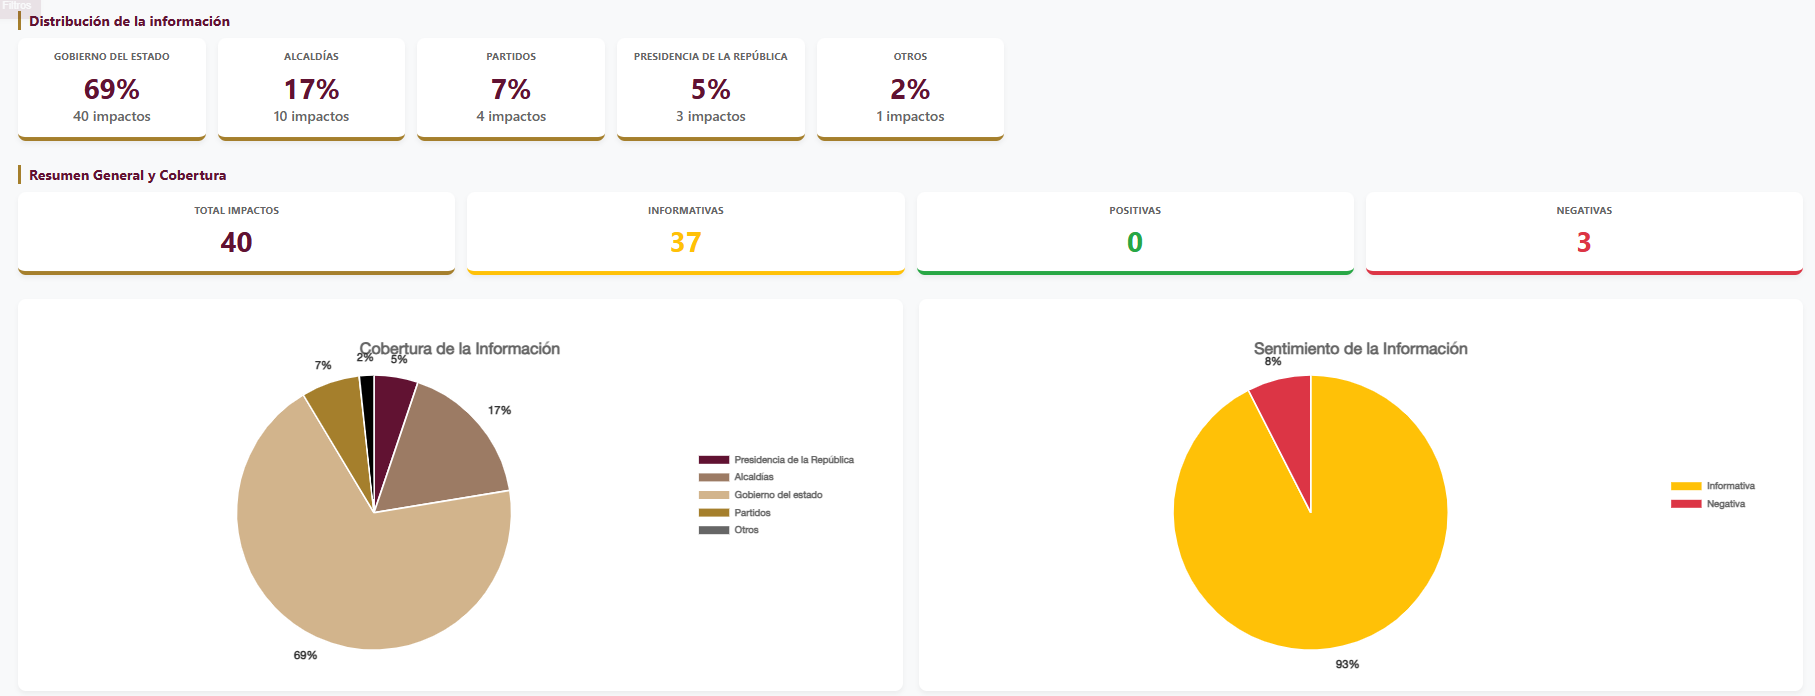 Filtros
Distribución de la información
GOBIERNO DEL ESTADO
69%
40 impactos
ALCALDÍAS
17%
10 impactos
PARTIDOS
7%
4 impactos
PRESIDENCIA DE LA REPÚBLICA
5%
3 impactos
OTROS
2%
1 impactos
Resumen General y Cobertura
TOTAL IMPACTOS
40
INFORMATIVAS
37
POSITIVAS
0
NEGATIVAS
3
Cobertura de la Información
7%
2%
5%
17%
69%
Presidencia de la República
Alcaldías
Gobierno del estado
Partidos
Otros
Sentimiento de la Información
8%
93%
Informativa
Negativa